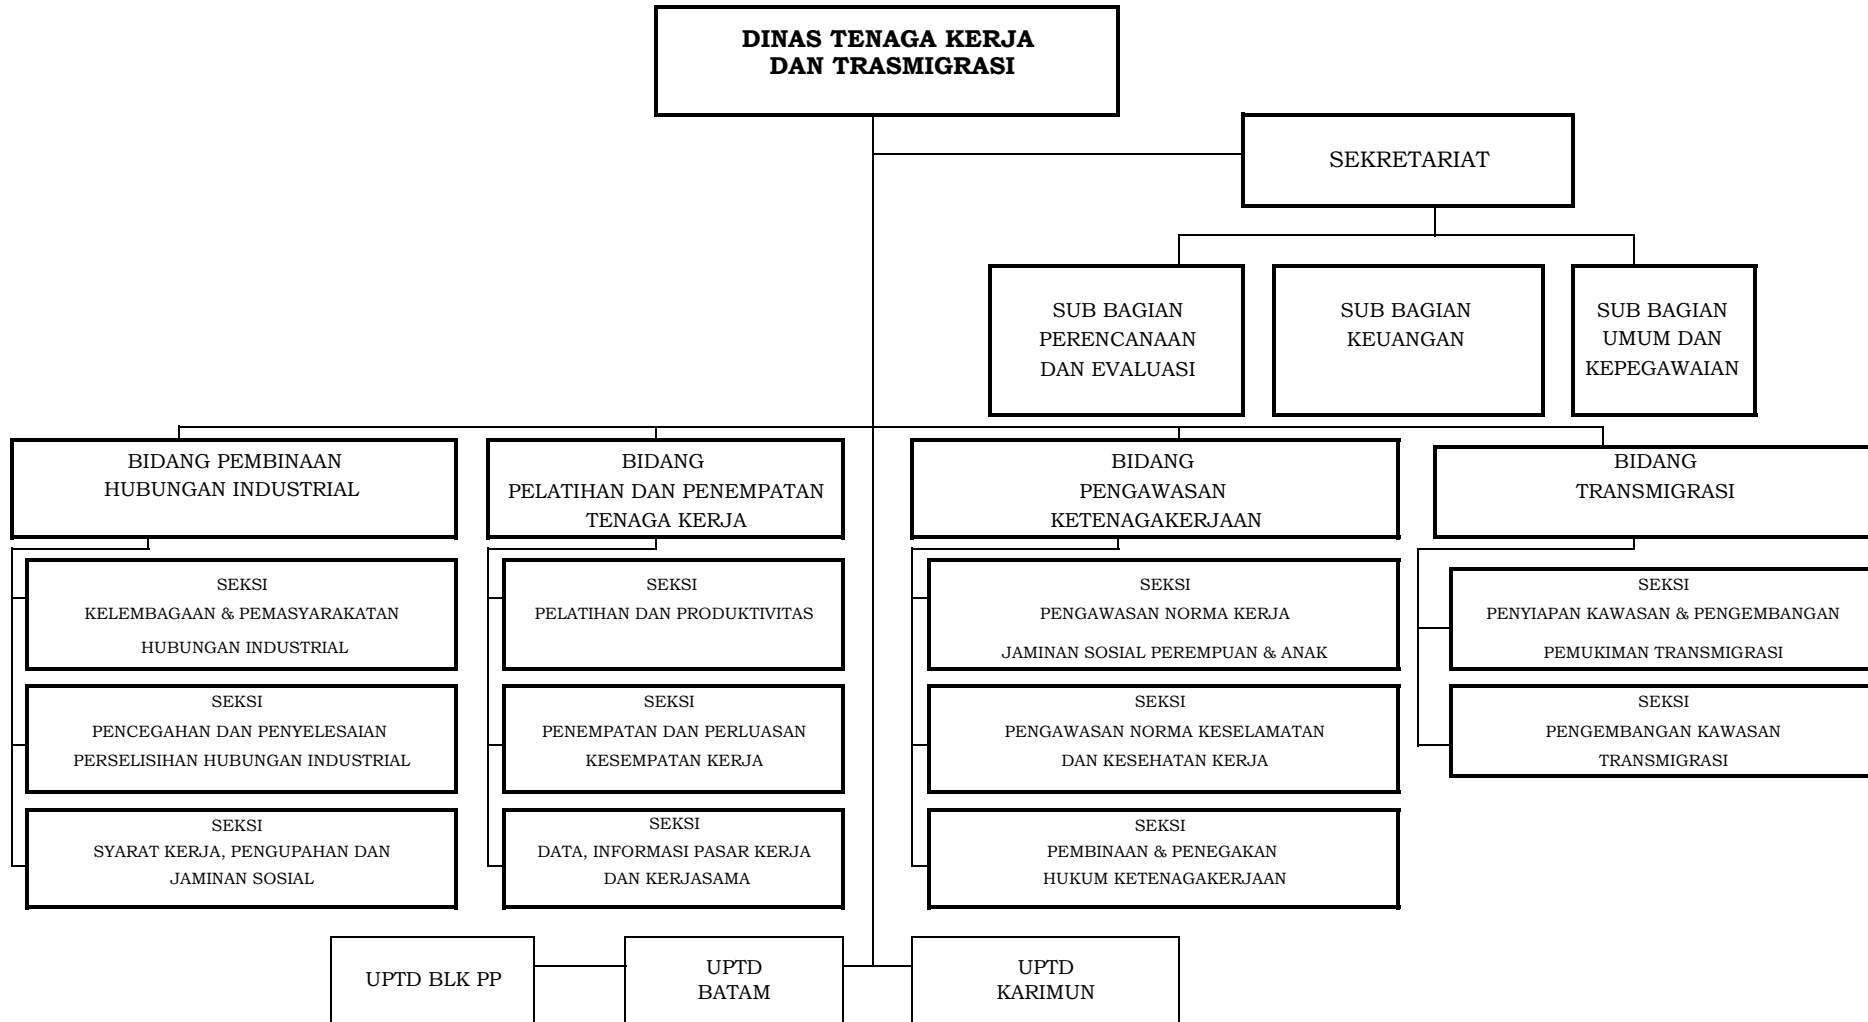 DINAS TENAGA KERJA
DAN TRASMIGRASI
SEKRETARIAT
SUB BAGIAN
PERENCANAAN
DAN EVALUASI
SUB BAGIAN
KEUANGAN
SUB BAGIAN
UMUM DAN
KEPEGAWAIAN
BIDANG PEMBINAAN
HUBUNGAN INDUSTRIAL
BIDANG
PELATIHAN DAN PENEMPATAN
TENAGA KERJA
BIDANG
PENGAWASAN
KETENAGAKERJAAN
BIDANG
TRANSMIGRASI
SEKSI
KELEMBAGAAN & PEMASYARAKATAN
HUBUNGAN INDUSTRIAL
SEKSI
PENCEGAHAN DAN PENYELESAIAN
PERSELISIHAN HUBUNGAN INDUSTRIAL
SEKSI
SYARAT KERJA, PENGUPAHAN DAN
JAMINAN SOSIAL
SEKSI
PELATIHAN DAN PRODUKTIVITAS
SEKSI
PENEMPATAN DAN PERLUASAN
KESEMPATAN KERJA
SEKSI
DATA, INFORMASI PASAR KERJA
DAN KERJASAMA
SEKSI
PENGAWASAN NORMA KERJA
JAMINAN SOSIAL PEREMPUAN & ANAK
SEKSI
PENGAWASAN NORMA KESELAMATAN
DAN KESEHATAN KERJA
SEKSI
PEMBINAAN & PENEGAKAN
HUKUM KETENAGAKERJAAN
SEKSI
PENYIAPAN KAWASAN & PENGEMBANGAN
PEMUKIMAN TRANSMIGRASI
SEKSI
PENGEMBANGAN KAWASAN
TRANSMIGRASI
UPTD BLK PP
UPTD
BATAM
UPTD
KARIMUN